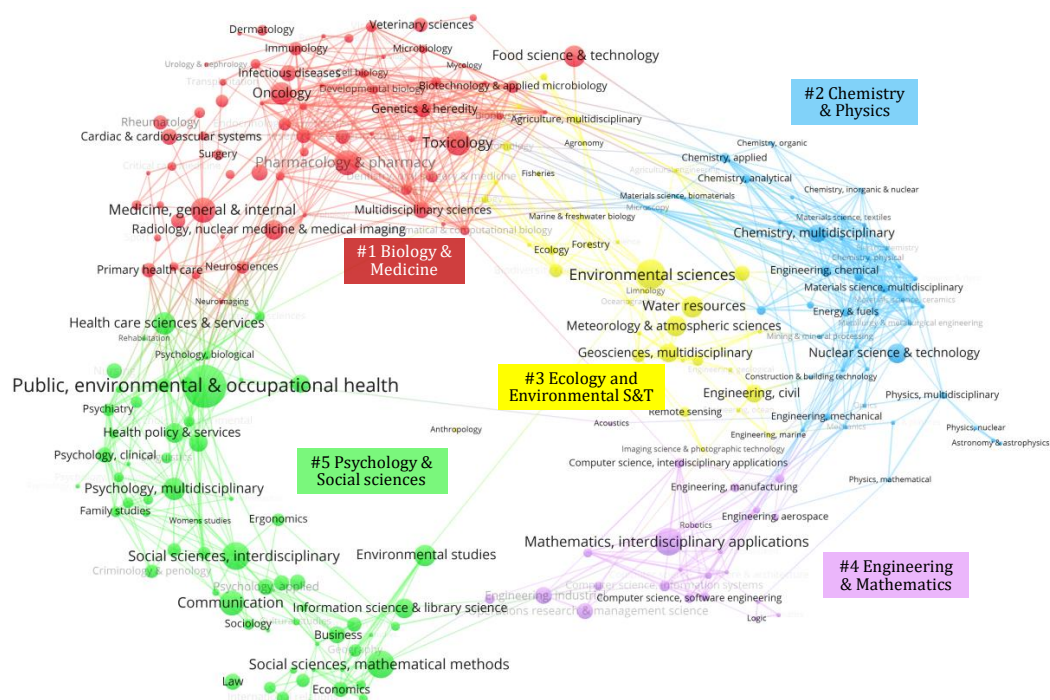 Veterinary sciences
Dermatology
Immunology
Microbiology
Food science & technology
Urology & nephrology
Mycology
Infectious diseases
Cell biology
Developmental biology
Biotechnology & applied microbiology
Oncology
#2 Chemistry
& Physics
Genetics & heredity
Agriculture, multidisciplinary
Rheumatology
Cardiac & cardiovascular systems
Toxicology
Agronomy
Chemistry, organic
Surgery
Chemistry, applied
Pharmacology & pharmacy
Fisheries
Chemistry, analytical
Chemistry, inorganic & nuclear
Materials science, biomaterials
Microscopy
Medicine, general & internal
Multidisciplinary sciences
Marine & freshwater biology
Materials science, textiles
Radiology, nuclear medicine & medical imaging
Chemistry, multidisciplinary
#1 Biology &
Medicine
Ecology
Forestry
Chemistry, physical
Primary health care
Neurosciences
Environmental sciences
Engineering, chemical
Limnology
Materials science, multidisciplinary
Neuroimaging
Water resources
Energy & fuels
Health care sciences & services
Meteorology & atmospheric sciences
Metallurgy & metallurgical engineering
Rehabilitation
Mining & mineral processing
Psychology, biological
Geosciences, multidisciplinary
Nuclear science & technology
Public, environmental & occupational health
#3 Ecology and
Environmental S&T
Construction & building technology
Engineering, civil
Physics, multidisciplinary
Psychiatry
Remote sensing
Acoustics
Engineering, mechanical
Health policy & services
Anthropology
Engineering, marine
Physics, nuclear
Astronomy & astrophysics
Imaging science & photographic technology
Psychology, clinical
#5 Psychology &
Social sciences
Computer science, interdisciplinary applications
Physics, mathematical
Psychology, multidisciplinary
Engineering, manufacturing
Family studies
Womens studies
Ergonomics
Robotics
Engineering, aerospace
Social sciences, interdisciplinary
Environmental studies
Mathematics, interdisciplinary applications
#4 Engineering
& Mathematics
Criminology & penology
Psychology, applied
Computer science, information systems
Communication
Information science & library science
Computer science, software engineering
Operations research & management science
Sociology
Logic
Business
Geography
Social sciences, mathematical methods
Law
Economics